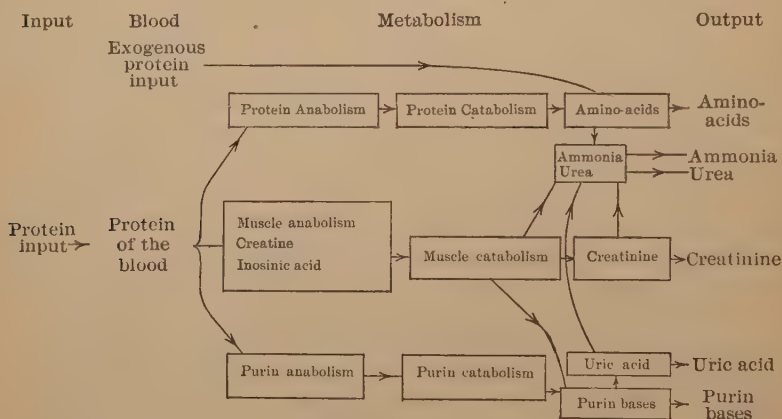 Input Blood Metabolism Output
Exogenous
protein
input
Protein Anabolism Protein Catabolism Amino-acids Amino-
acids
Ammonia
Urea
Ammonia
Urea
Protein
input
Protein
of the
blood
Muscle anabolism
Creatine
Inosinic acid
Muscle catabolism Creatinine Creatinine
Uric acid Uric acid
Purin anabolism Purin catabolism
Purin bases Purin
bases